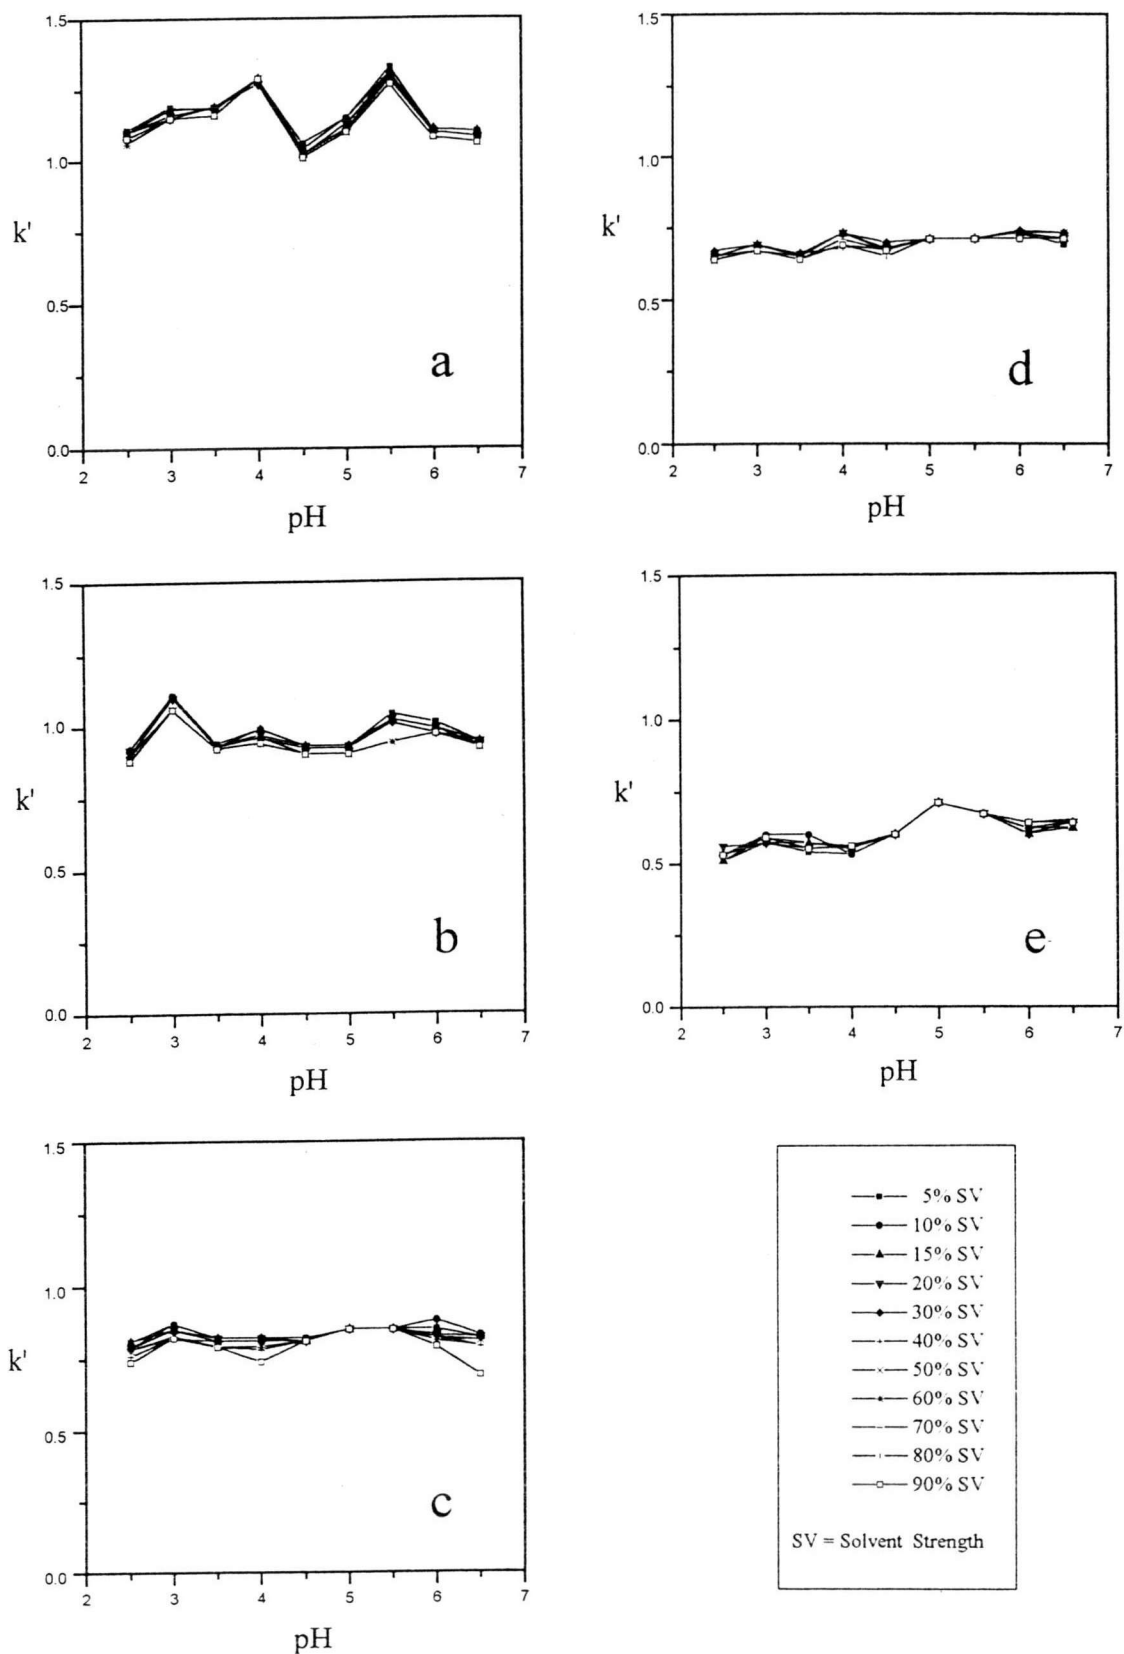 1.5
1.0
k'
0.5
0.0
2 3 4 5 6 7
pH
a
1.5
1.0
k'
0.5
0.0
2 3 4 5 6 7
pH
b
1.5
1.0
k'
0.5
0.0
2 3 4 5 6 7
pH
c
1.5
1.0
k'
0.5
0.0
2 3 4 5 6 7
pH
d
1.5
1.0
k'
0.5
0.0
2 3 4 5 6 7
pH
e
5% SV
10% SV
15% SV
20% SV
30% SV
40% SV
50% SV
60% SV
70% SV
80% SV
90% SV
SV = Solvent Strength